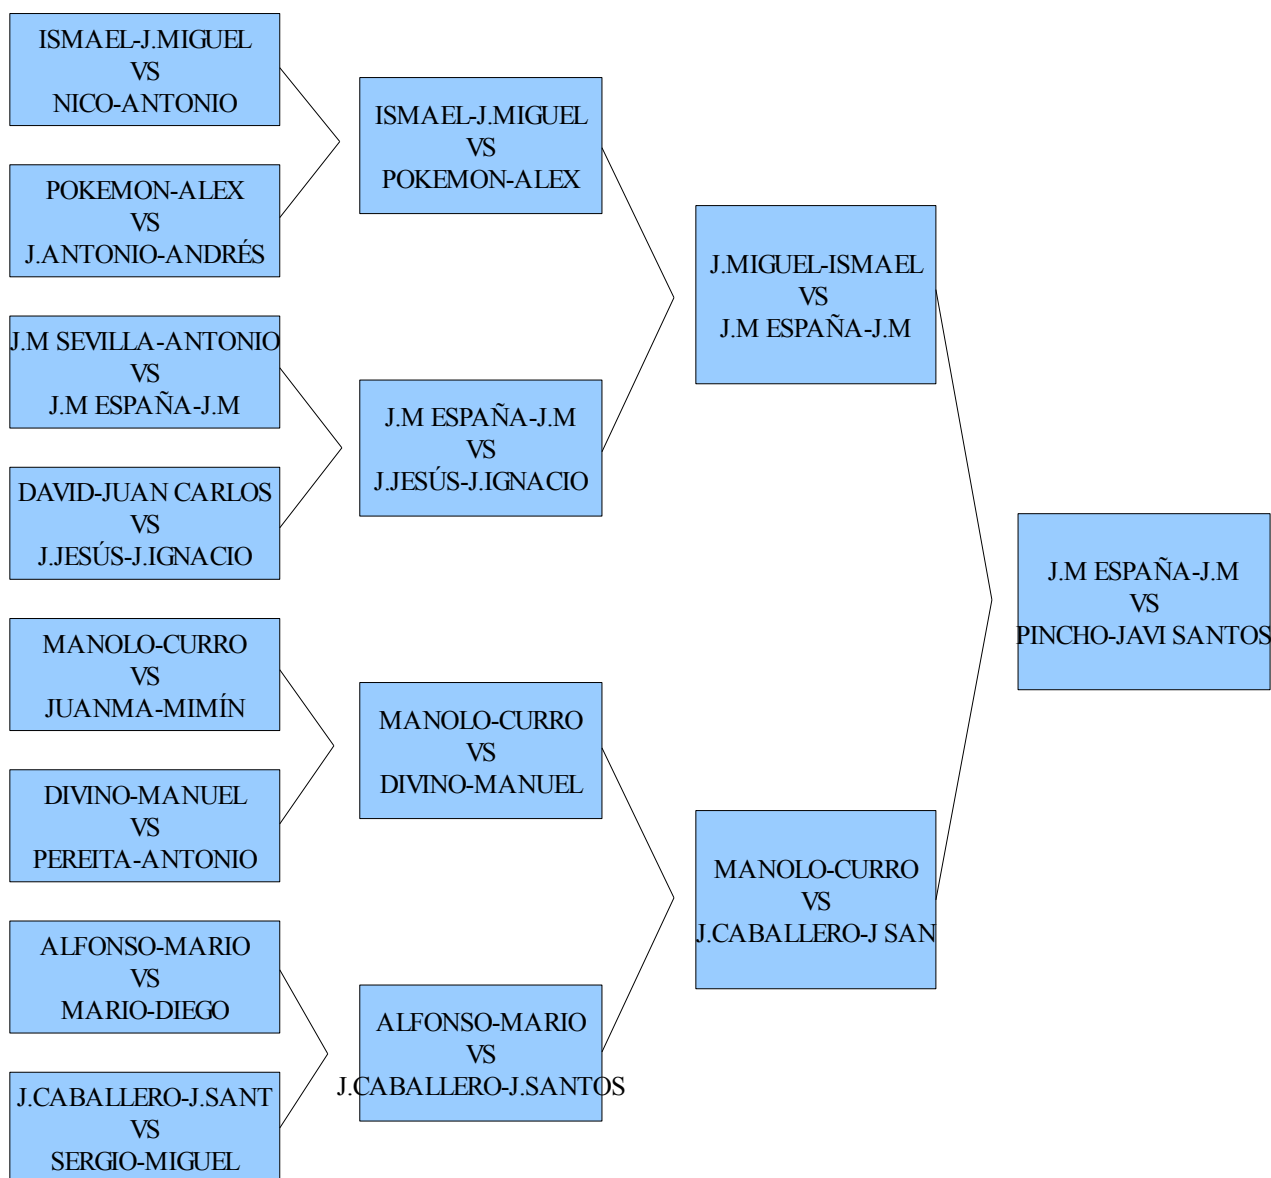 ISMAEL-J.MIGUEL
VS
NICO-ANTONIO
POKEMON-ALEX
VS
J.ANTONIO-ANDRÉS
J.M SEVILLA-ANTONIO
VS
J.M ESPAÑA-J.M
DAVID-JUAN CARLOS
VS
J.JESÚS-J.IGNACIO
MANOLO-CURRO
VS
JUANMA-MIMÍN
DIVINO-MANUEL
VS
PEREITA-ANTONIO
ALFONSO-MARIO
VS
MARIO-DIEGO
J.CABALLERO-J.SANT
VS
SERGIO-MIGUEL
ISMAEL-J.MIGUEL
VS
POKEMON-ALEX
J.M ESPAÑA-J.M
VS
J.JESÚS-J.IGNACIO
MANOLO-CURRO
VS
DIVINO-MANUEL
ALFONSO-MARIO
VS
J.CABALLERO-J.SANTOS
J.MIGUEL-ISMAEL
VS
J.M ESPAÑA-J.M
MANOLO-CURRO
VS
J.CABALLERO-J SAN
J.M ESPAÑA-J.M
VS
PINCHO-JAVI SANTOS